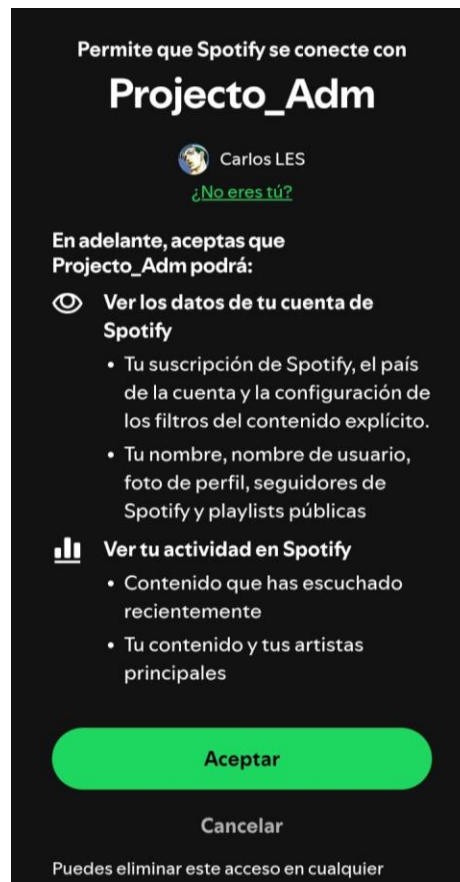 Permite que Spotify se conecte con
Projecto_Adm
Carlos LES
¿No eres tú?
En adelante, aceptas que
Projecto_Adm podrá:
Ver los datos de tu cuenta de
Spotify
• Tu suscripción de Spotify, el país
de la cuenta y la configuración de
los filtros del contenido explícito.
• Tu nombre, nombre de usuario,
foto de perfil, seguidores de
Spotify y playlists públicas
Ver tu actividad en Spotify
• Contenido que has escuchado
recientemente
• Tu contenido y tus artistas
principales
Aceptar
Cancelar
Puedes eliminar este acceso en cualquier